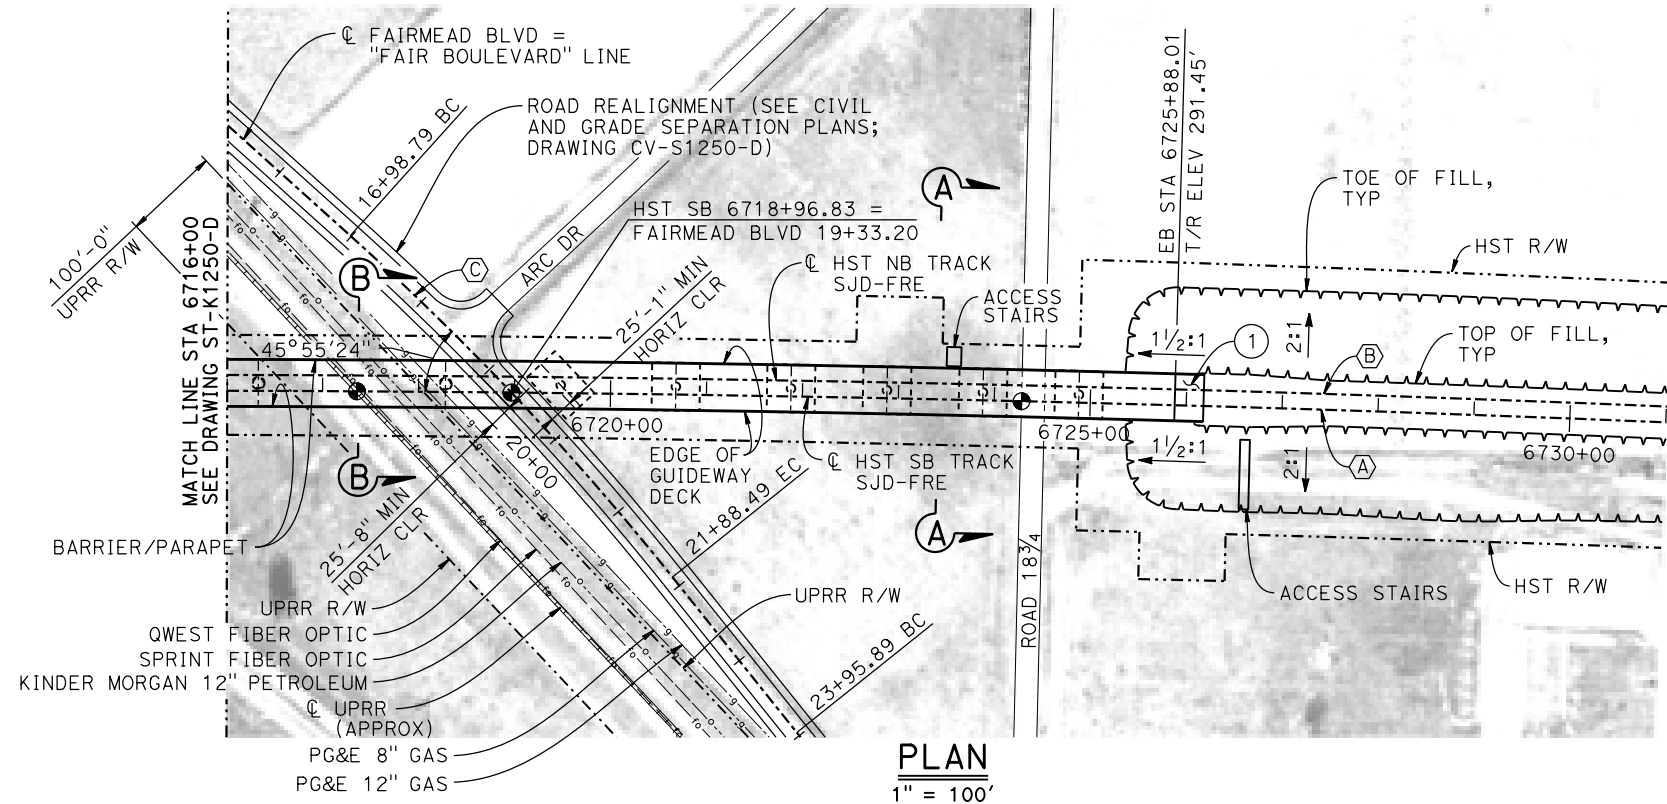 ℄ FAIRMEAD BLVD =
"FAIR BOULEVARD" LINE
ROAD REALIGNMENT (SEE CIVIL
AND GRADE SEPARATION PLANS;
DRAWING CV-S1250-D)
16+98.79 BC
HST SB 6718+96.83 =
FAIRMEAD BLVD 19+33.20
A
EB STA 6725+88.01
T/R ELEV 291.45'
TOE OF FILL,
TYP
HST R/W
100'-0"
UPRR R/W
MATCH LINE STA 6716+00
SEE DRAWING ST-K1250-D
B
C
ARC DR
25'-1" MIN
HORIZ CLR
℄ HST NB TRACK
SJD-FRE
ACCESS
STAIRS
1½:1
1
2:1
B
TOP OF FILL,
TYP
45°55'24"
6720+00
6725+00
6730+00
20+00
EDGE OF
GUIDEWAY
DECK
℄ HST SB TRACK
SJD-FRE
1½:1
2:1
A
B
25'-8" MIN
HORIZ CLR
21+88.49 EC
A
ROAD 18¾
BARRIER/PARAPET
UPRR R/W
ACCESS STAIRS
HST R/W
UPRR R/W
QWEST FIBER OPTIC
SPRINT FIBER OPTIC
KINDER MORGAN 12" PETROLEUM
℄ UPRR
(APPROX)
23+95.89 BC
PG&E 8" GAS
PG&E 12" GAS
PLAN
1" = 100'